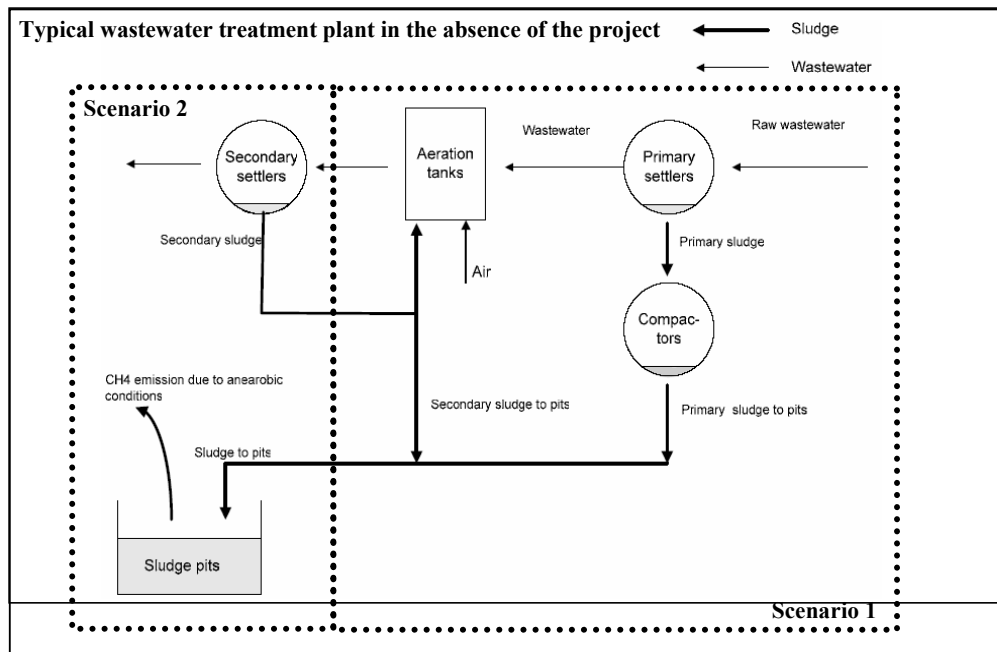 Typical wastewater treatment plant in the absence of the project
Sludge
Wastewater
Scenario 2
Secondary
settlers
Aeration
tanks
Wastewater
Primary
settlers
Raw wastewater
Secondary sludge
Air
Primary sludge
Compac-
tors
CH4 emission due to anearobic
conditions
Secondary sludge to pits
Primary sludge to pits
Sludge to pits
Sludge pits
Scenario 1